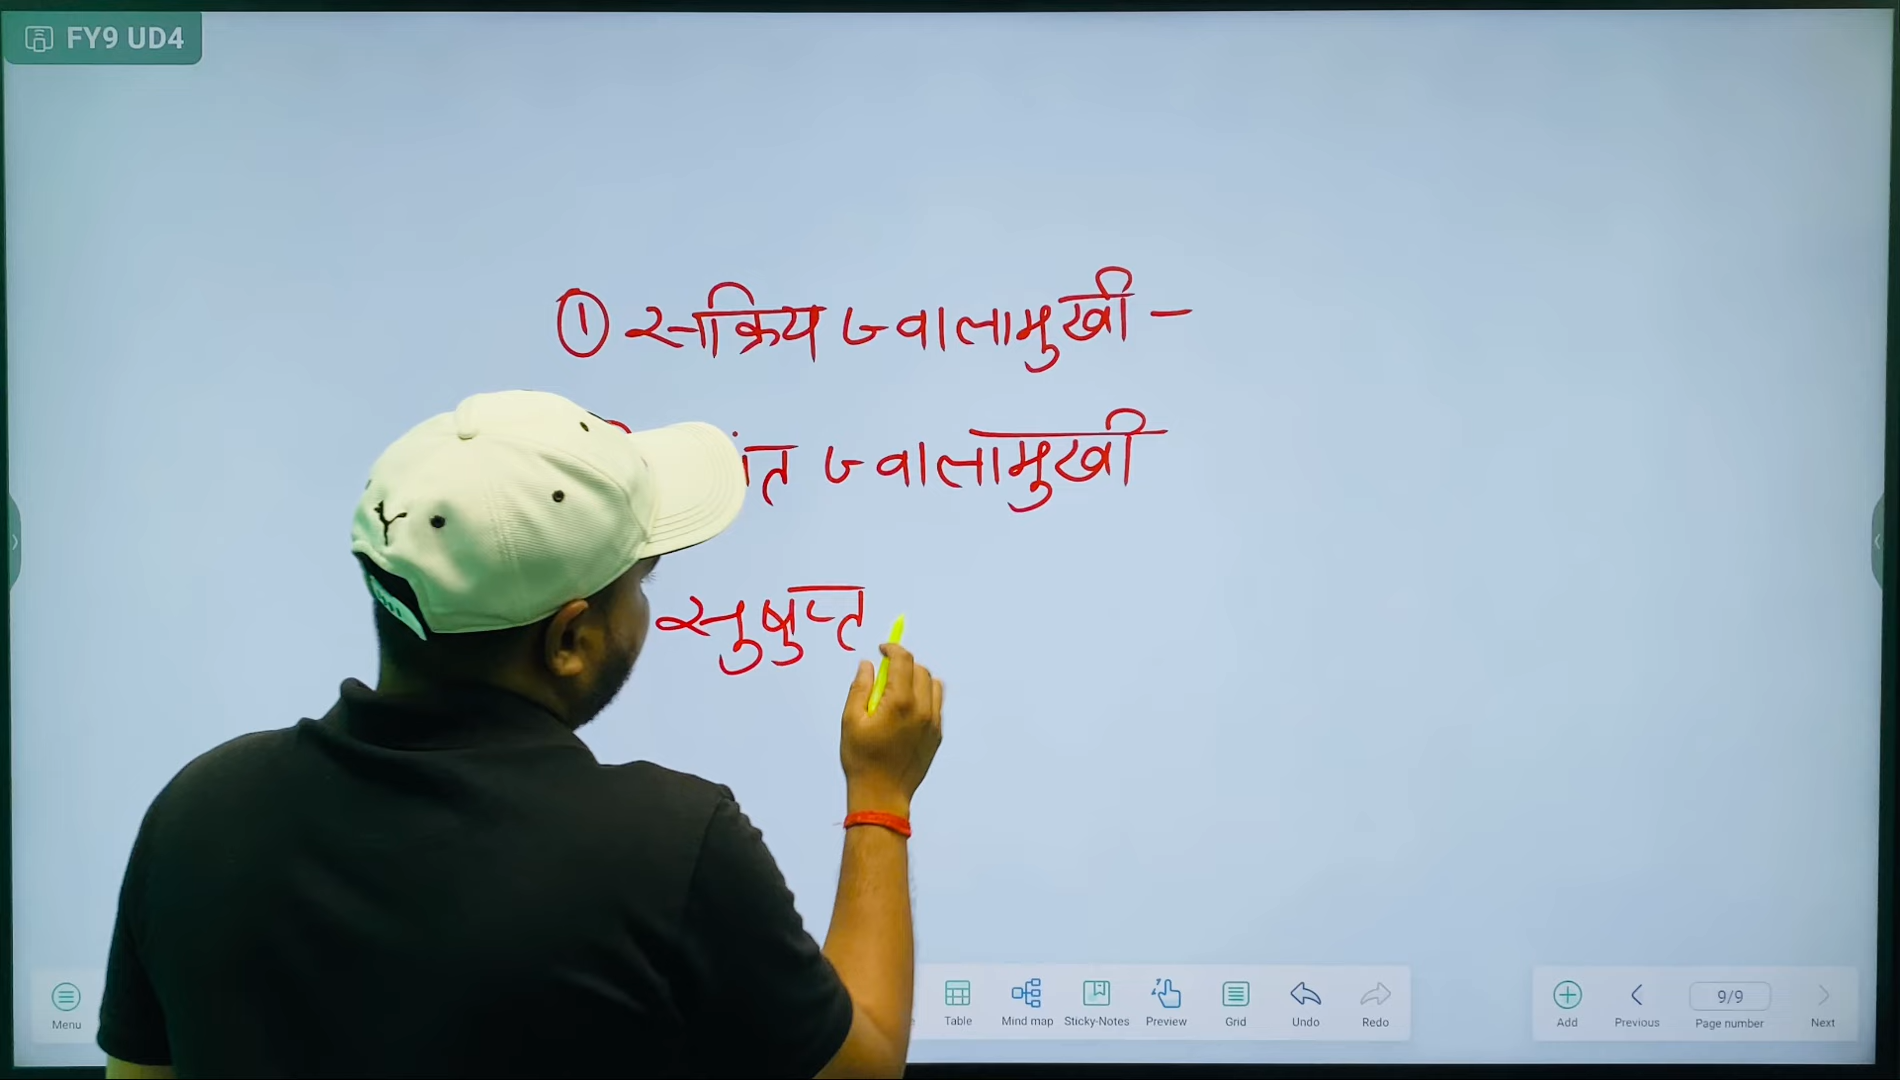 FY9 UD4
① सक्रिय ज्वालामुखी –
ज्वालामुखी
सुषुप्त
Menu
Table
Mind map
Sticky-Notes
Preview
Grid
Undo
Redo
Add
Previous
9/9
Page number
Next